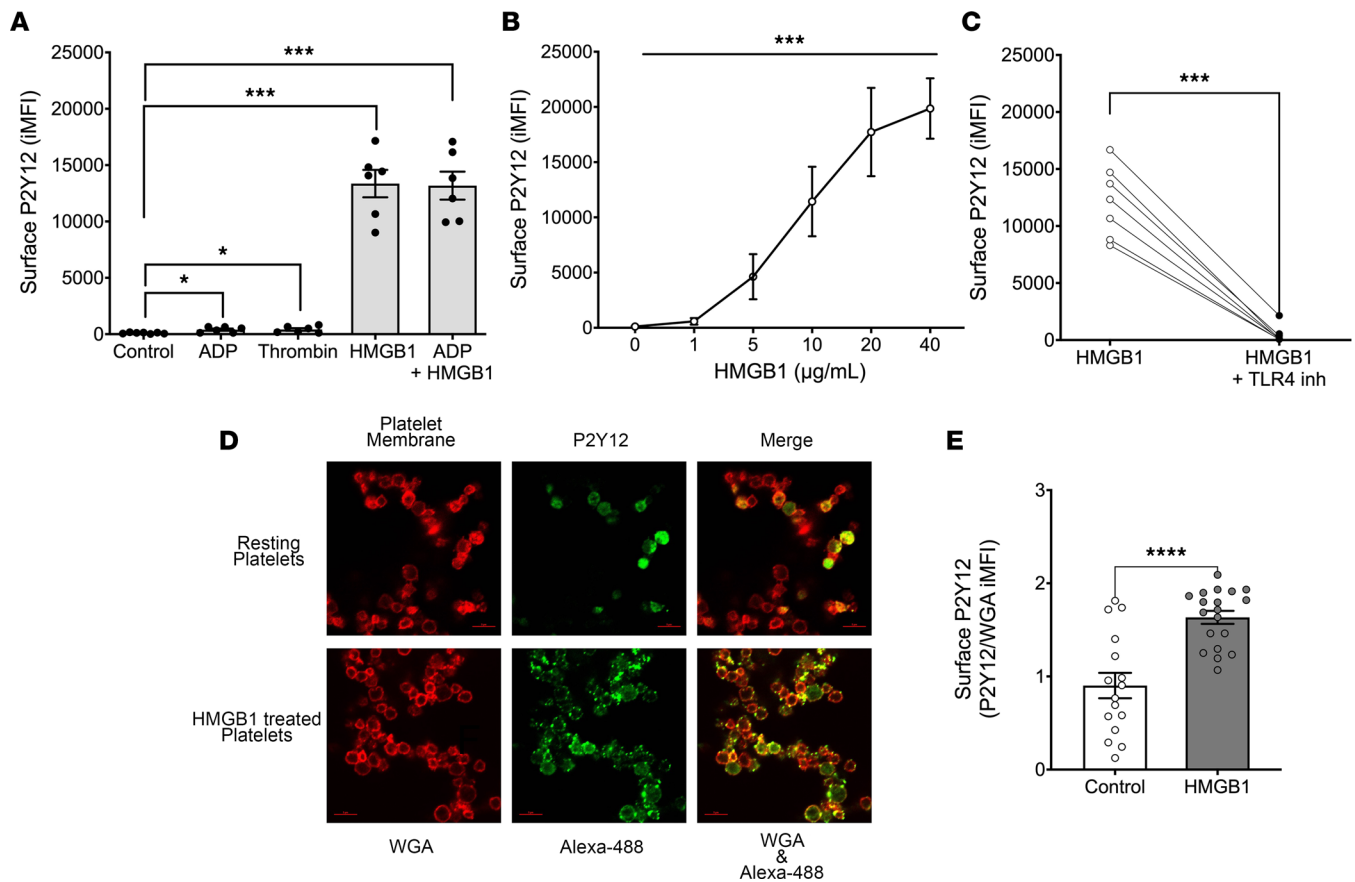 A
Surface P2Y12 (iMFI)
25000
20000
15000
10000
5000
0
***
***
*
*
Control
ADP
Thrombin
HMGB1
ADP
+ HMGB1
B
Surface P2Y12 (iMFI)
25000
20000
15000
10000
5000
0
***
0 1 5 10 20 40
HMGB1 (µg/mL)
C
Surface P2Y12 (iMFI)
25000
20000
15000
10000
5000
0
***
HMGB1
HMGB1
+ TLR4 inh
D
Platelet
Membrane
P2Y12
Merge
Resting
Platelets
HMGB1 treated
Platelets
WGA
Alexa-488
WGA
&
Alexa-488
E
Surface P2Y12
(P2Y12/WGA iMFI)
3
2
1
0
****
Control
HMGB1